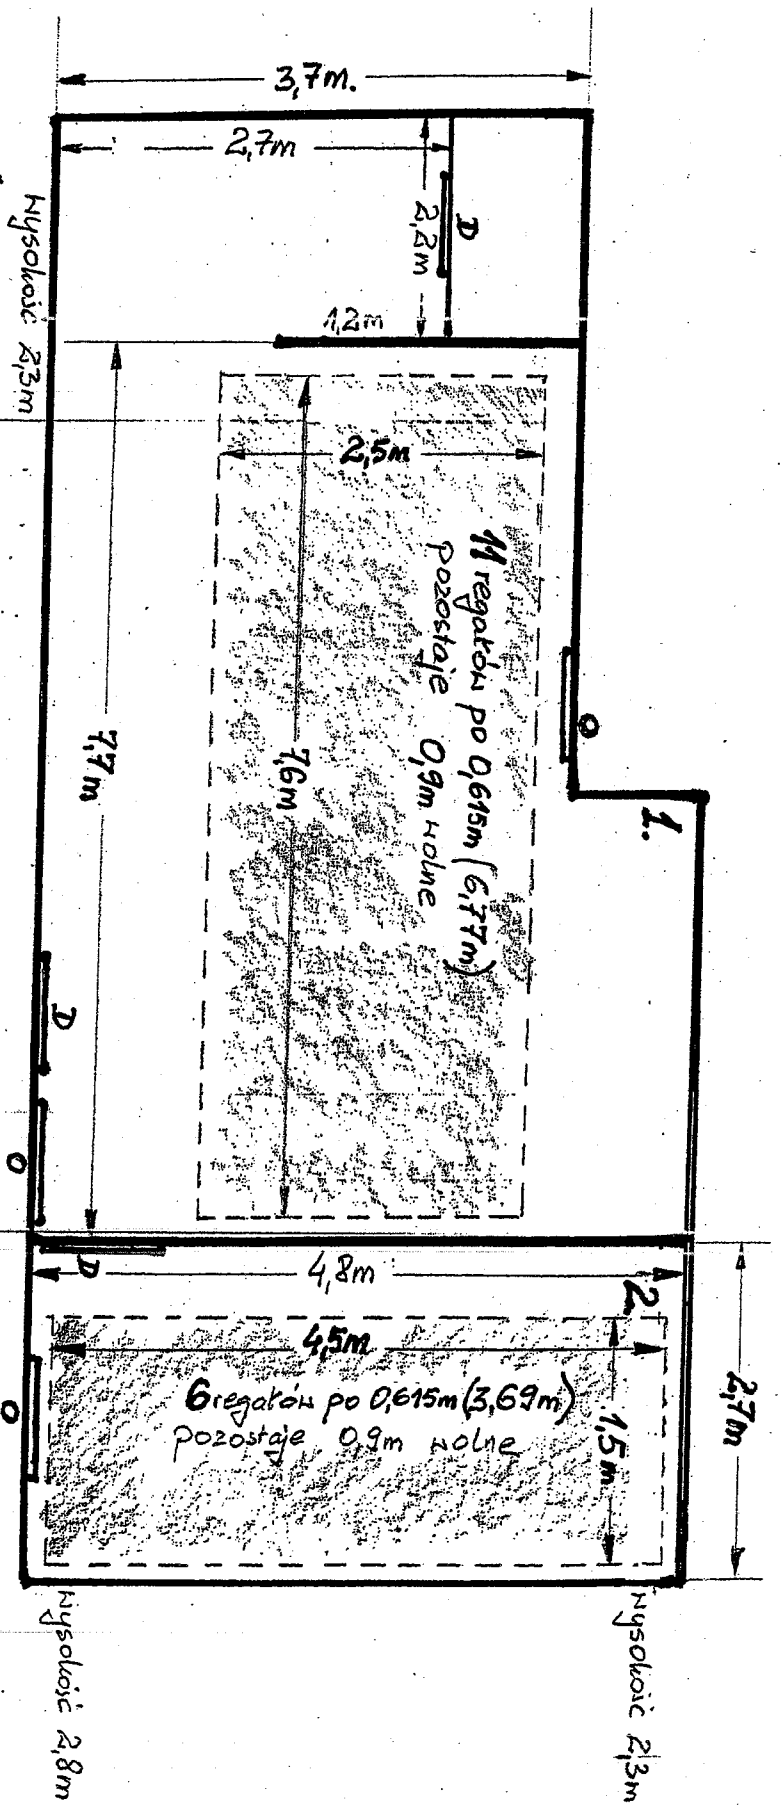 3,7m.
2,7m
D
2,2m
Wysokość 2,3m
1,2m
2,5m
11 regałów po 0,615m (6,77m)
pozostaje 0,9m wolne
7,6m
7,7m
O
1.
D
O
D
4,8m
2
2,7m
4,5m
6 regałów po 0,615m (3,69m)
pozostaje 0,9m wolne
1,5m
O
Wysokość 2,8m
Wysokość 2,3m